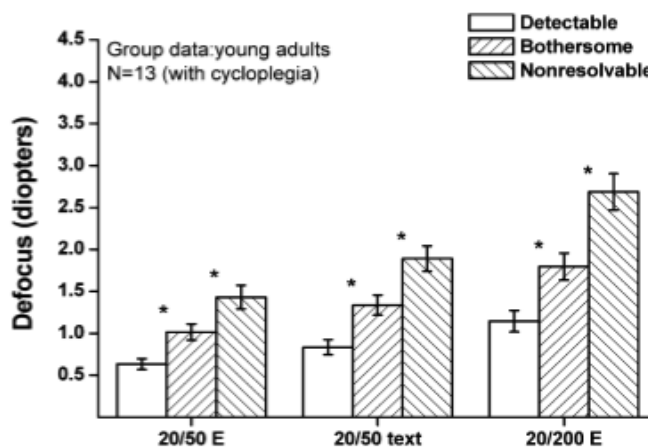 Detectable
Bothersome
Nonresolvable
Group data:young adults
N=13 (with cycloplegia)
Defocus (diopters)
4.5
4.0
3.5
3.0
2.5
2.0
1.5
1.0
0.5
*
*
*
*
*
*
20/50 E
20/50 text
20/200 E